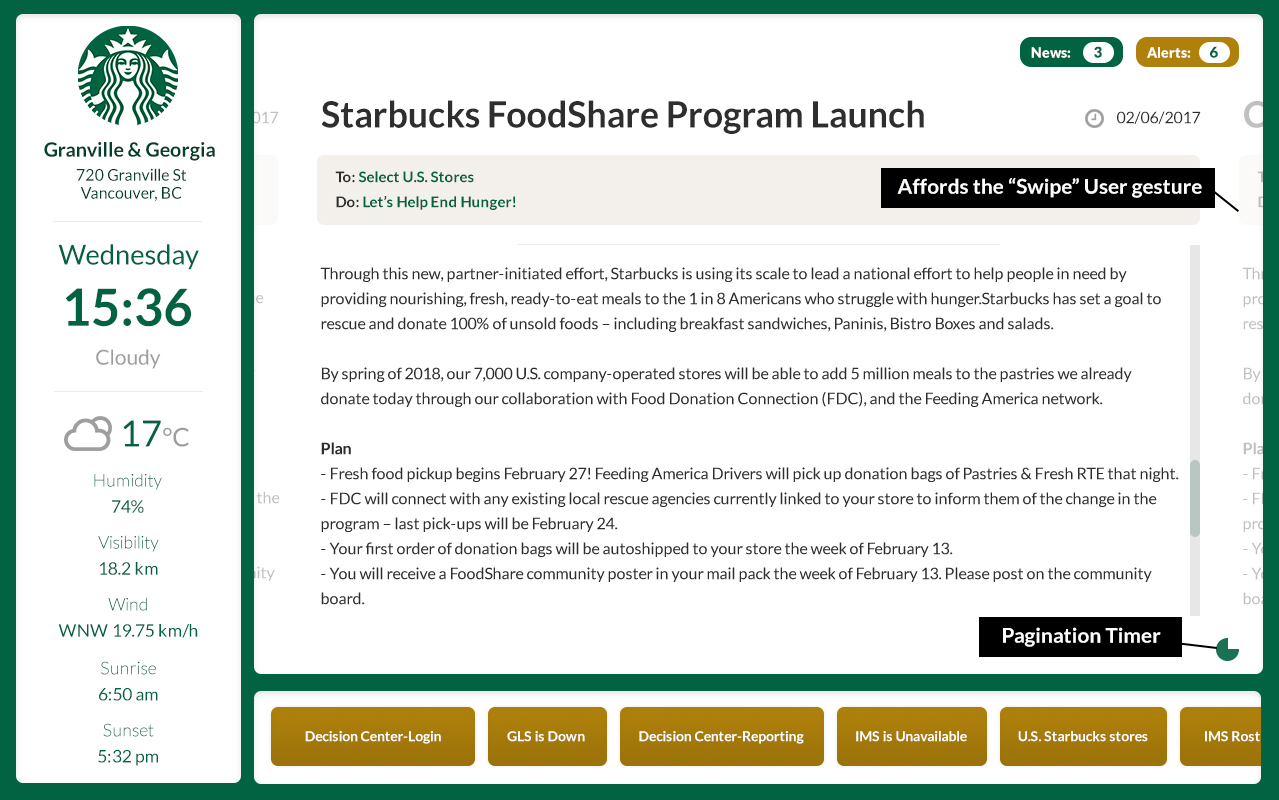 Granville & Georgia
720 Granville St
Vancouver, BC
Wednesday
15:36
Cloudy
17°C
Humidity
74%
Visibility
18.2 km
Wind
WNW 19.75 km/h
Sunrise
6:50 am
Sunset
5:32 pm
News: 3
Alerts: 6
Starbucks FoodShare Program Launch
02/06/2017
To: Select U.S. Stores
Do: Let's Help End Hunger!
Affords the “Swipe” User gesture
Through this new, partner-initiated effort, Starbucks is using its scale to lead a national effort to help people in need by
providing nourishing, fresh, ready-to-eat meals to the 1 in 8 Americans who struggle with hunger.Starbucks has set a goal to
rescue and donate 100% of unsold foods – including breakfast sandwiches, Paninis, Bistro Boxes and salads.
By spring of 2018, our 7,000 U.S. company-operated stores will be able to add 5 million meals to the pastries we already
donate today through our collaboration with Food Donation Connection (FDC), and the Feeding America network.
Plan
- Fresh food pickup begins February 27! Feeding America Drivers will pick up donation bags of Pastries & Fresh RTE that night.
- FDC will connect with any existing local rescue agencies currently linked to your store to inform them of the change in the
program – last pick-ups will be February 24.
- Your first order of donation bags will be autoshipped to your store the week of February 13.
- You will receive a FoodShare community poster in your mail pack the week of February 13. Please post on the community
board.
the
Pagination Timer
Decision Center-Login
GLS is Down
Decision Center-Reporting
IMS is Unavailable
U.S. Starbucks stores
IMS Rost